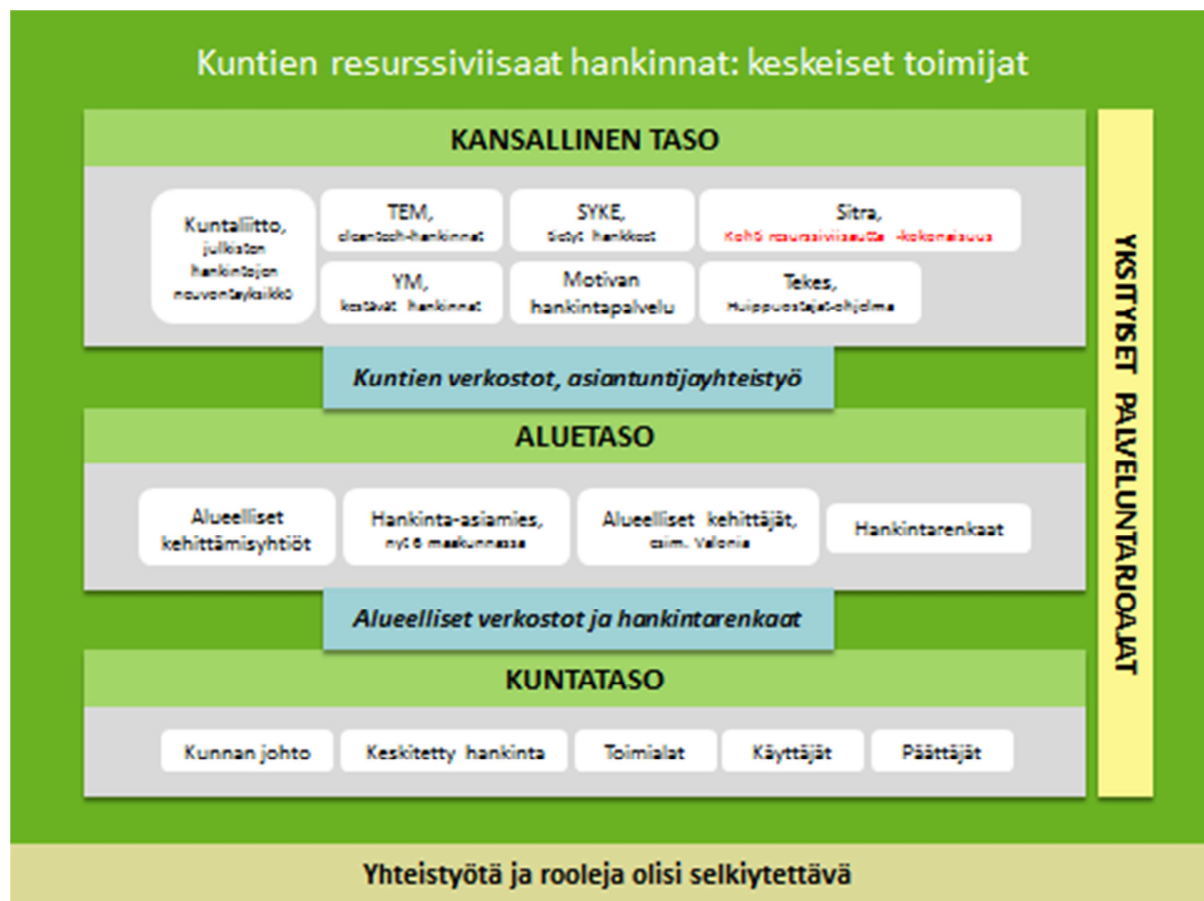 Kuntien resurssiviisaat hankinnat: keskeiset toimijat
KANSALLINEN TASO
Kuntaliitto,
julkisten
hankintojen
neuvontayksikkö
TEM,
cleantech-hankinnat
SYKE,
tietyt hankkeet
Sitra,
Kohti resurssiviisautta -kokonaisuus
YM,
kestävät hankinnat
Motivan
hankintapalvelu
Tekes,
Huippuostajat-ohjelma
Kuntien verkostot, asiantuntijayhteistyö
ALUETASO
Alueelliset
kehittämisyhtiöt
Hankinta-asiamies,
nyt 6 maakunnassa
Alueelliset kehittäjät,
esim. Valonia
Hankintarenkaat
Alueelliset verkostot ja hankintarenkaat
KUNTATASO
Kunnan johto
Keskitetty hankinta
Toimialat
Käyttäjät
Päättäjät
YKSITYISET PALVELUNTARJOAJAT
Yhteistyötä ja rooleja olisi selkiytettävä